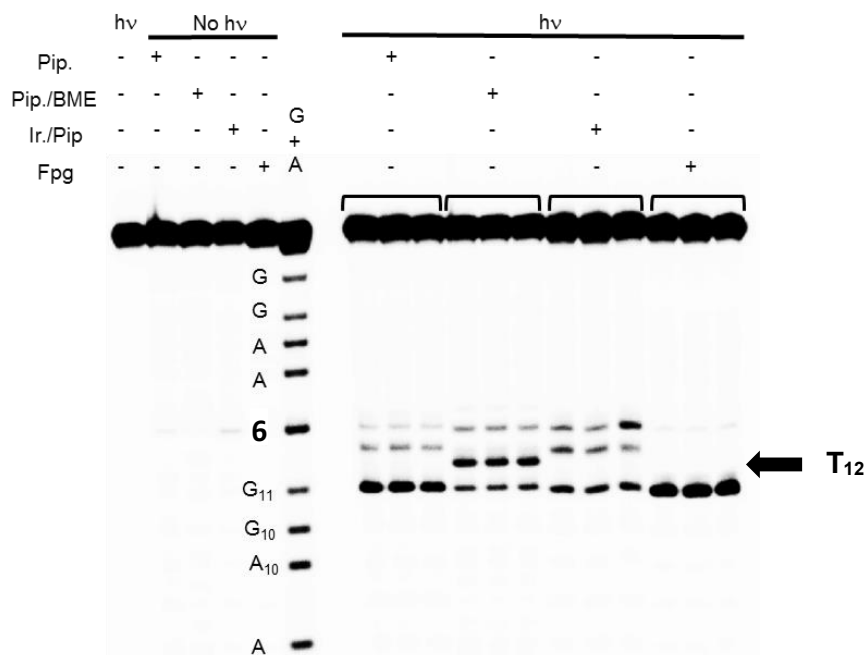 hν No hν hν
Pip. - + - - - - + - - -
Pip./BME - - + - - - - + - -
Ir./Pip - - - + - - - - + -
Fpg - - - - + - - - - +
G
+
A
G
G
A
A
6
T12
G11
G10
A10
A